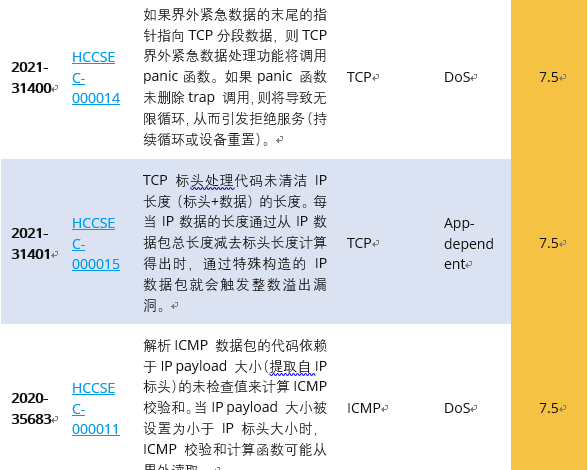 2021-
31400
HCCSE
C-
000014
如果界外紧急数据的末尾的指
针指向 TCP 分段数据，则 TCP
界外紧急数据处理功能将调用
panic 函数。如果 panic 函数
未删除 trap 调用，则将导致无
限循环，从而引发拒绝服务（持
续循环或设备重置）。
TCP
DoS
7.5
2021-
31401
HCCSE
C-
000015
TCP 标头处理代码未清洁 IP
长度（标头+数据）的长度。每
当 IP 数据的长度通过从 IP 数
据包总长度减去标头长度计算
得出时，通过特殊构造的 IP
数据包就会触发整数溢出漏
洞。
TCP
App-
depend
ent
7.5
2020-
35683
HCCSE
C-
000011
解析 ICMP 数据包的代码依赖
于 IP payload 大小（提取自 IP
标头）的未检查值来计算 ICMP
校验和。当 IP payload 大小被
设置为小于 IP 标头大小时，
ICMP 校验和计算函数可能从
界外读取。
ICMP
DoS
7.5